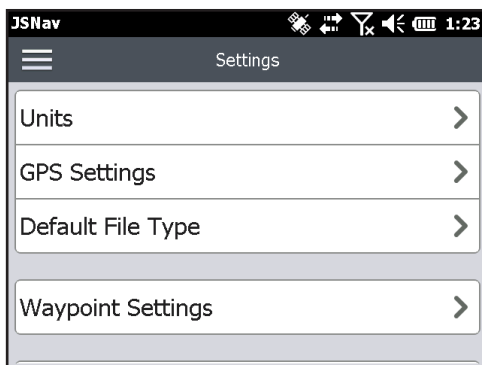 JSNav 1:23
Settings
Units
GPS Settings
Default File Type
Waypoint Settings